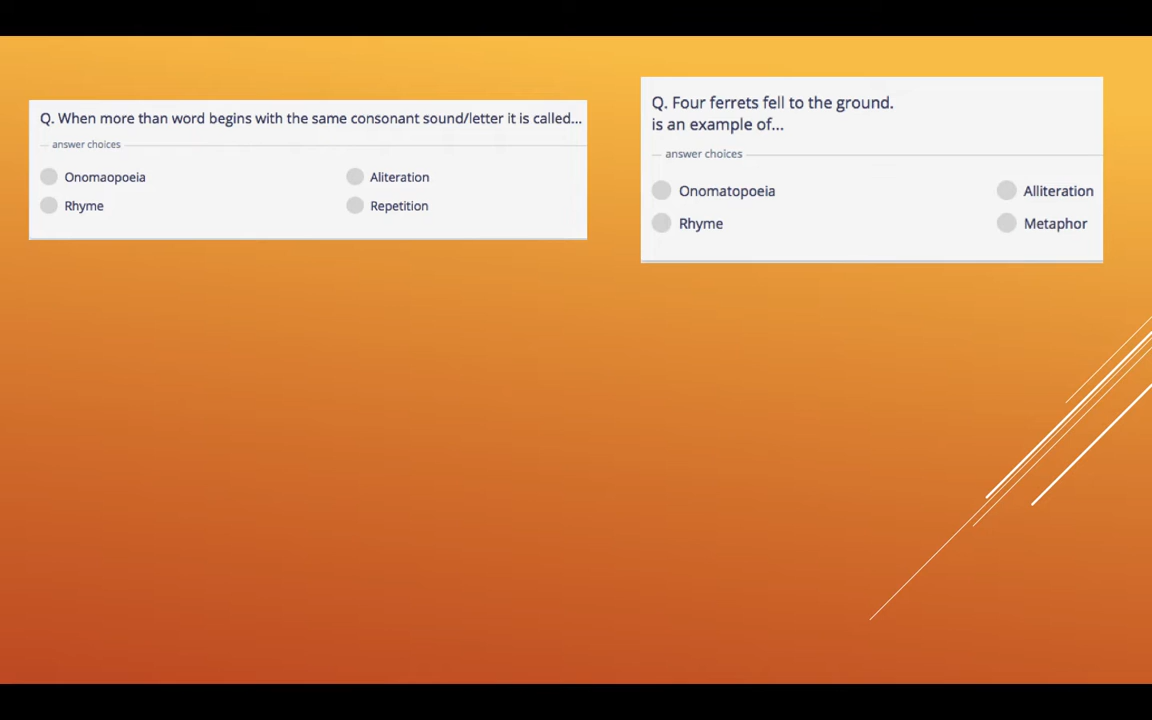 Q. When more than word begins with the same consonant sound/letter it is called...
answer choices
Onomaopoeia
Aliteration
Rhyme
Repetition
Q. Four ferrets fell to the ground.
is an example of...
answer choices
Onomatopoeia
Alliteration
Rhyme
Metaphor